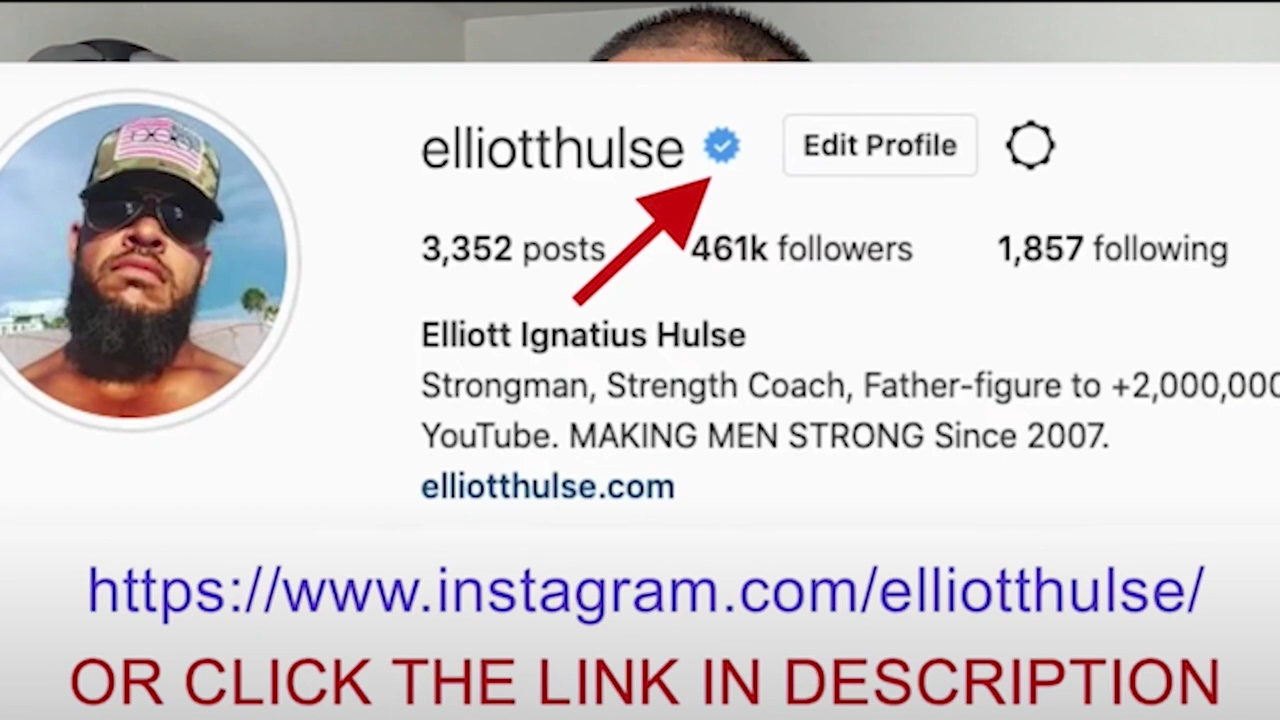 elliotthulse Edit Profile
3,352 posts 461k followers 1,857 following
Elliott Ignatius Hulse
Strongman, Strength Coach, Father-figure to +2,000,000
YouTube. MAKING MEN STRONG Since 2007.
elliotthulse.com
https://www.instagram.com/elliotthulse/
OR CLICK THE LINK IN DESCRIPTION